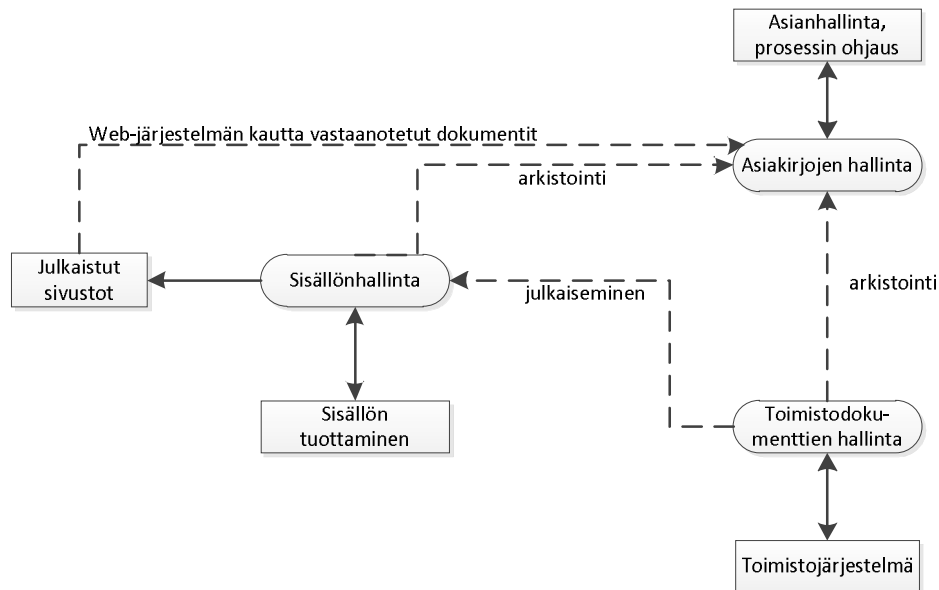 Asianhallinta,
prosessin ohjaus
Web-järjestelmän kautta vastaanotetut dokumentit
Asiakirjojen hallinta
arkistointi
Julkaistut
sivustot
Sisällönhallinta
julkaiseminen
arkistointi
Sisällön
tuottaminen
Toimistodoku-
menttien hallinta
Toimistojärjestelmä